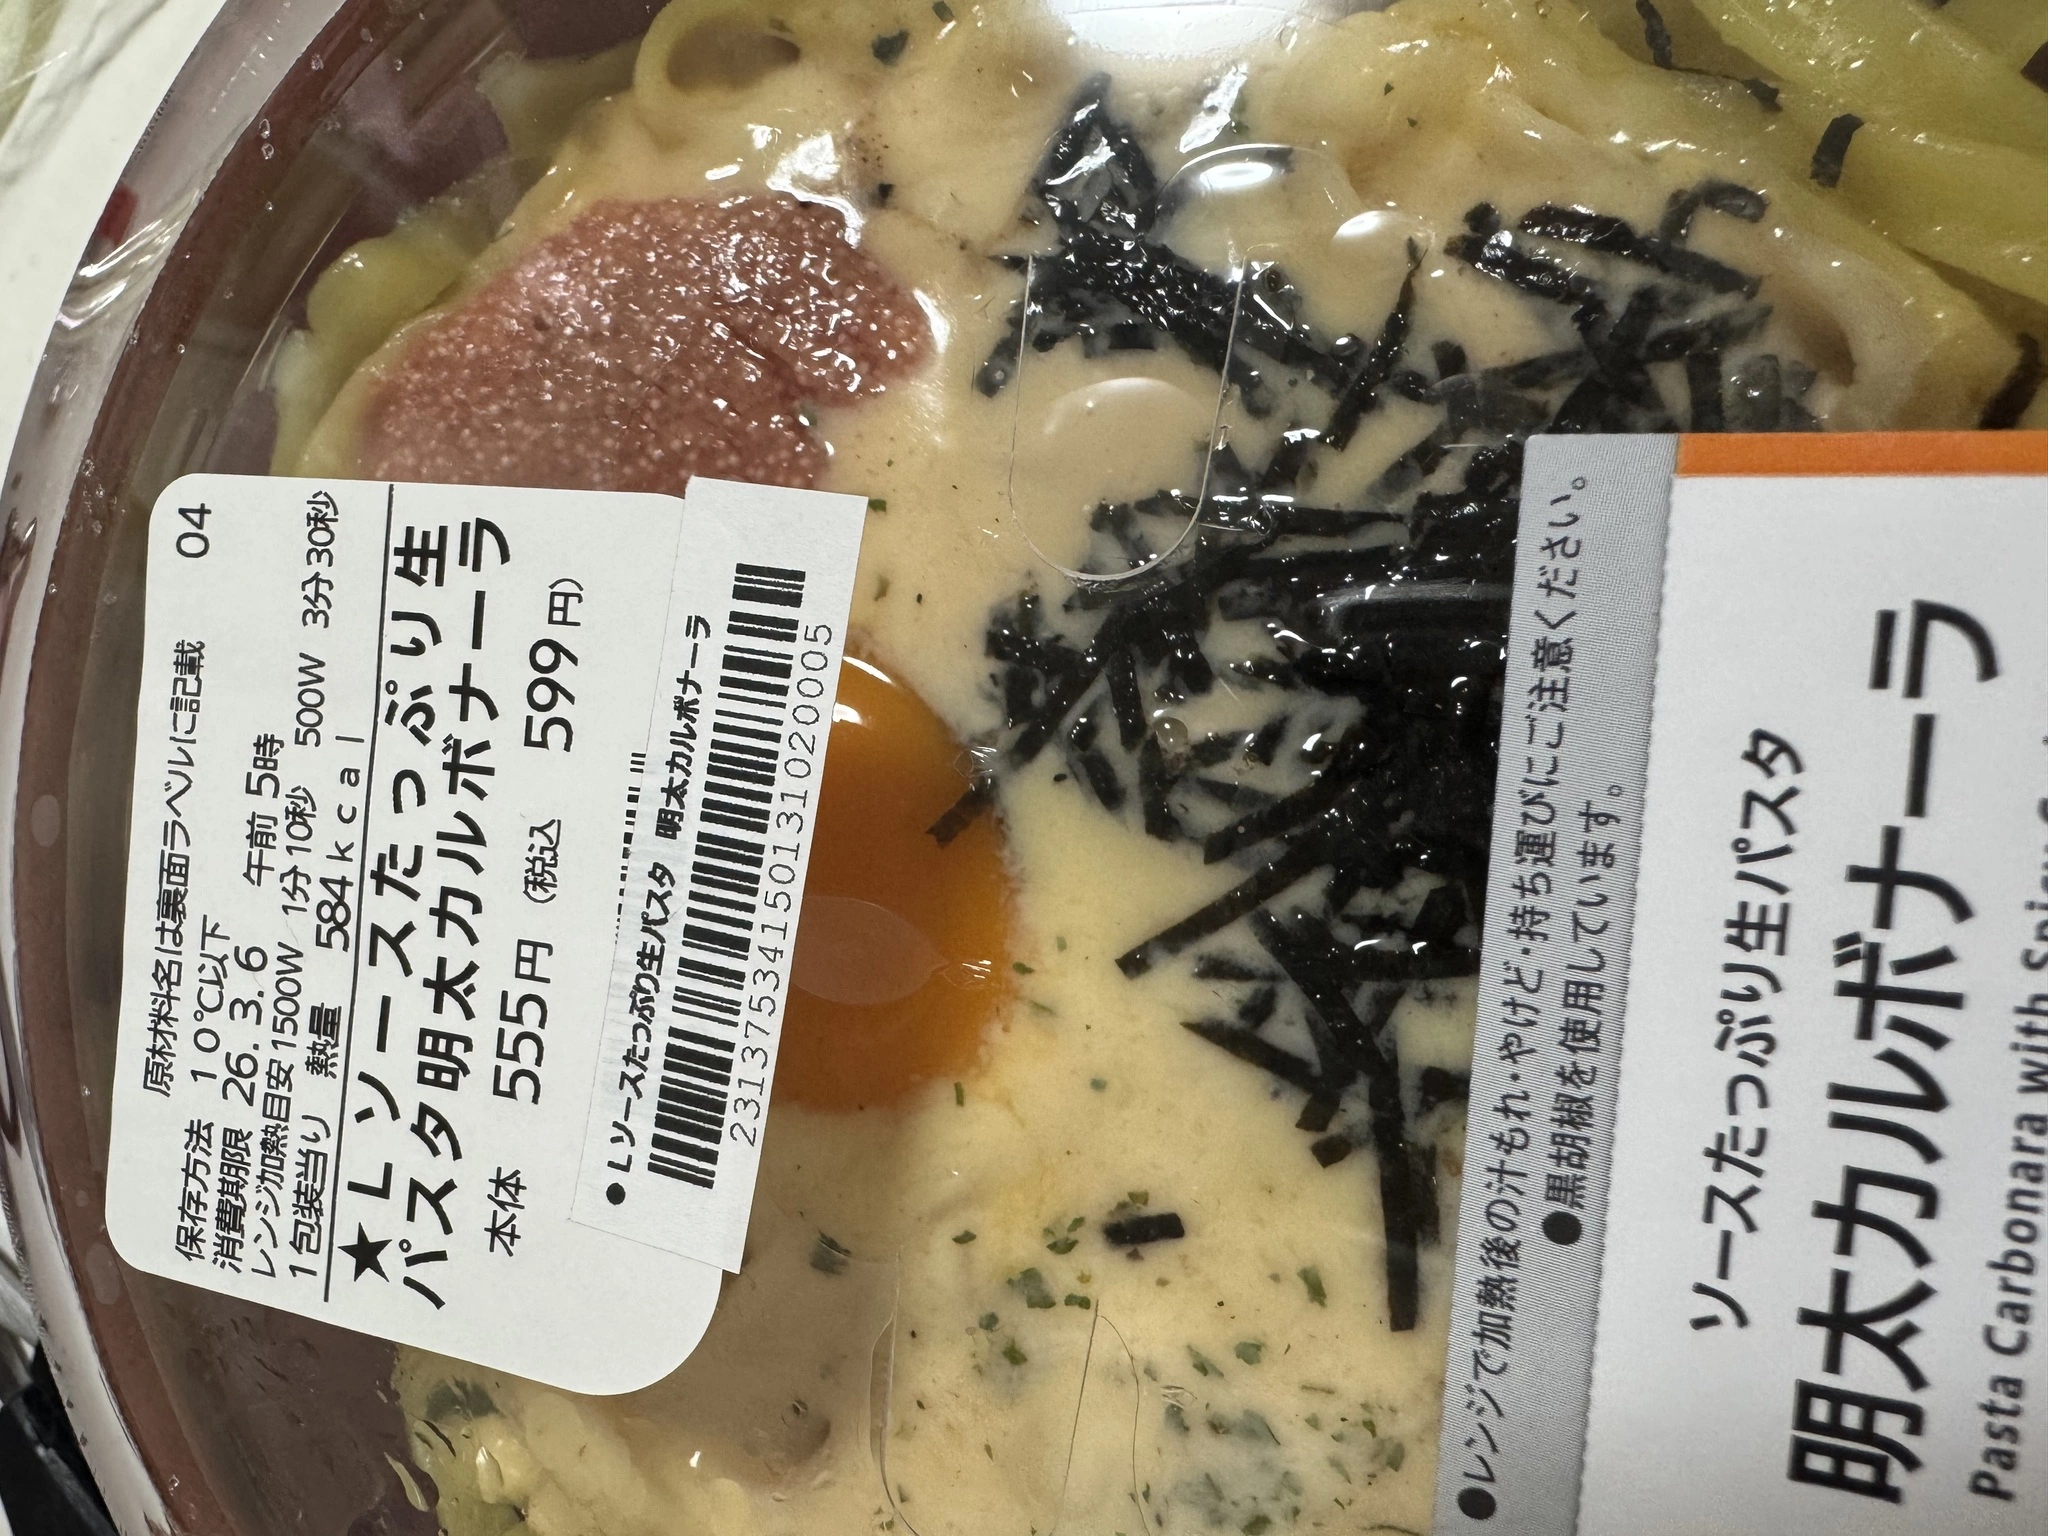 原材料名は裏面ラベルに記載 04
保存方法 10℃以下
消費期限 26. 3. 6 午前 5時
レンジ加熱目安 1500W 1分10秒 500W 3分30秒
1包装当り 熱量 584kcal
★Lソースたっぷり生
パスタ明太カルボナーラ
本体 555円 (税込 599円)
●Lソースたっぷり生パスタ 明太カルボナーラ
23137534150131020005
●レンジで加熱後の汁もれ・やけど・持ち運びにご注意ください。
●黒胡椒を使用しています。
ソースたっぷり生パスタ
明太カルボナーラ
Pasta Carbonara with